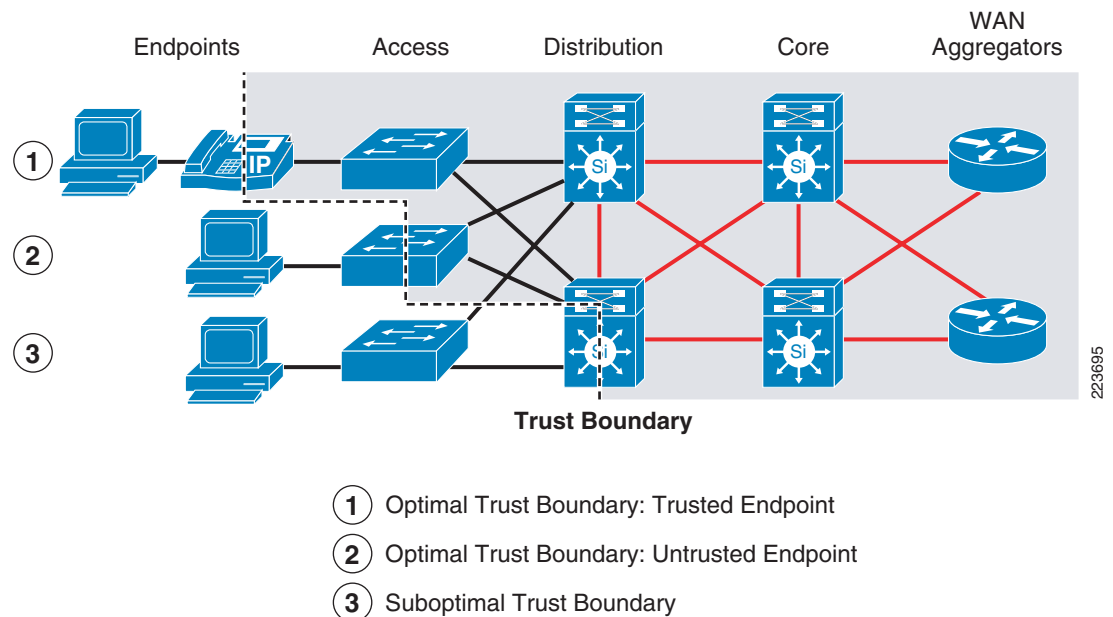 WAN
Endpoints Access Distribution Core Aggregators
1
IP
Si
Si
2
3
Si
Si
223695
Trust Boundary
1 Optimal Trust Boundary: Trusted Endpoint
2 Optimal Trust Boundary: Untrusted Endpoint
3 Suboptimal Trust Boundary